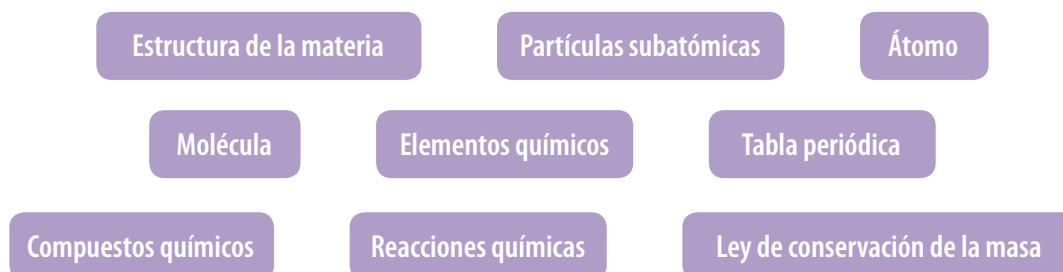 Estructura de la materia
Partículas subatómicas
Átomo
Molécula
Elementos químicos
Tabla periódica
Compuestos químicos
Reacciones químicas
Ley de conservación de la masa